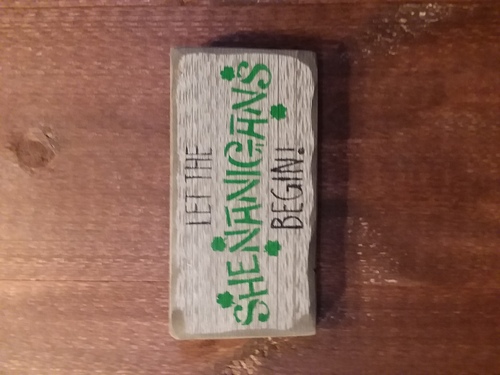 LET THE
SHENANIGANS
BEGIN!